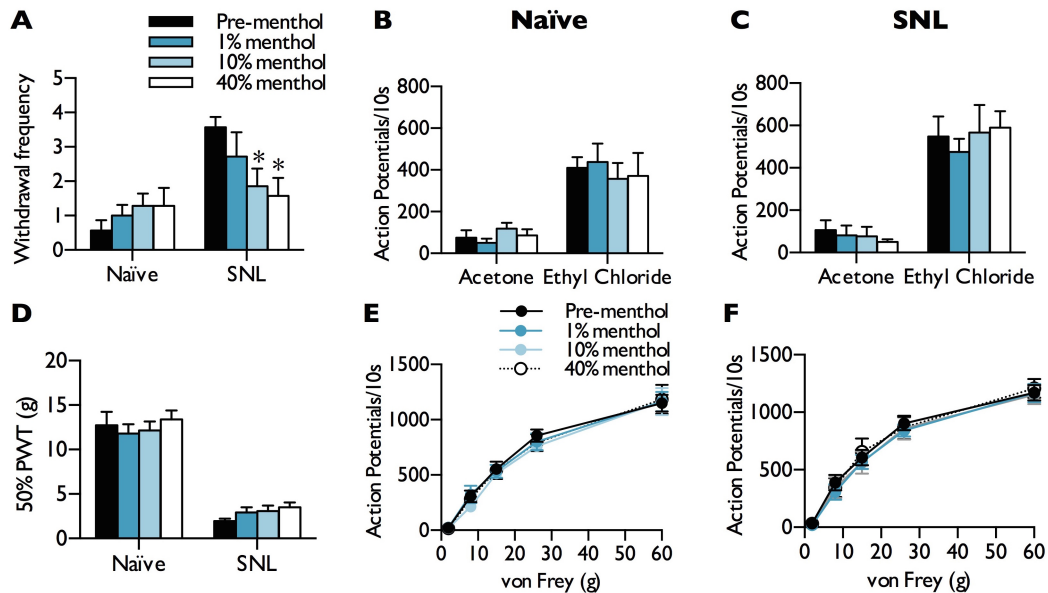 A
Pre-menthol
1% menthol
10% menthol
40% menthol
Withdrawal frequency
5
4
3
2
1
0
* *
Naïve SNL
B Naïve
Action Potentials/10s
800
600
400
200
0
Acetone Ethyl Chloride
C SNL
Action Potentials/10s
800
600
400
200
0
Acetone Ethyl Chloride
D
50% PWT (g)
20
15
10
5
0
Naïve SNL
E
Pre-menthol
1% menthol
10% menthol
40% menthol
Action Potentials/10s
1500
1000
500
0
0 10 20 30 40 50 60
von Frey (g)
F
Action Potentials/10s
1500
1000
500
0
0 10 20 30 40 50 60
von Frey (g)